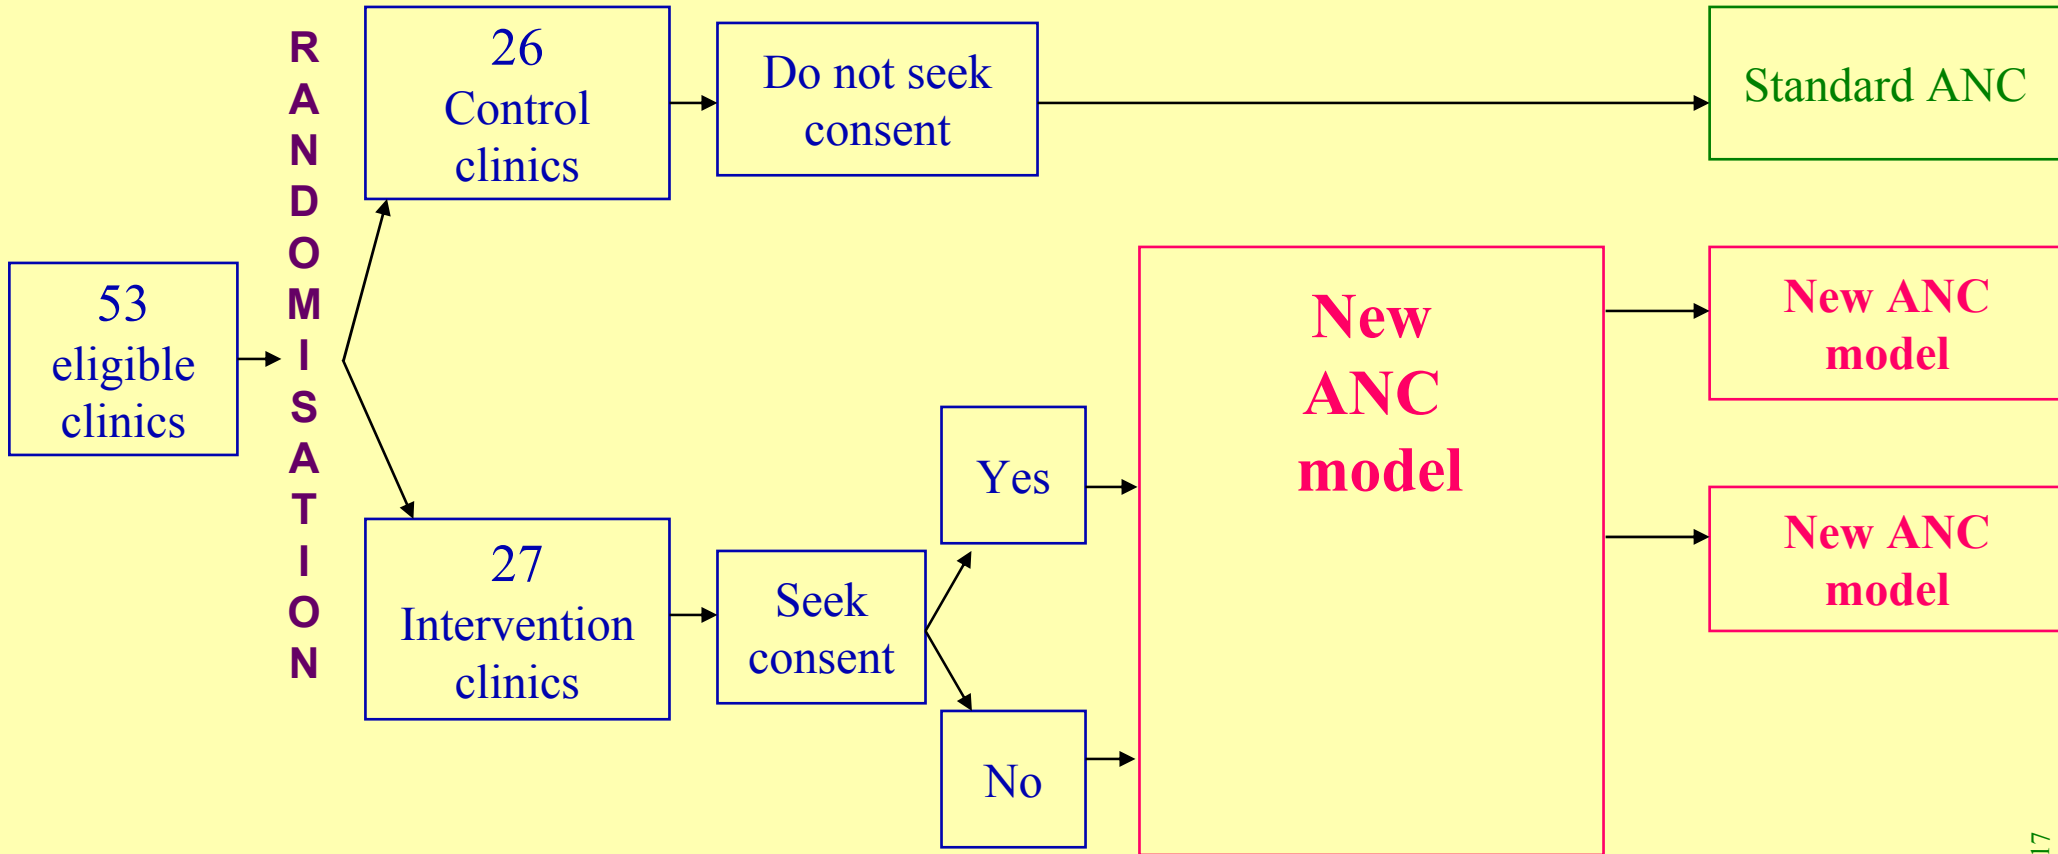 53
eligible
clinics
R
A
N
D
O
M
I
S
A
T
I
O
N
26
Control
clinics
Do not seek
consent
Standard ANC
27
Intervention
clinics
Seek
consent
Yes
No
New
ANC
model
New ANC
model
New ANC
model
17